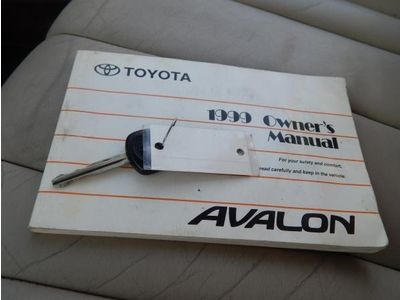 TOYOTA
1999 Owner's
Manual
For your safety and comfort,
read carefully and keep in the vehicle.
AVALON